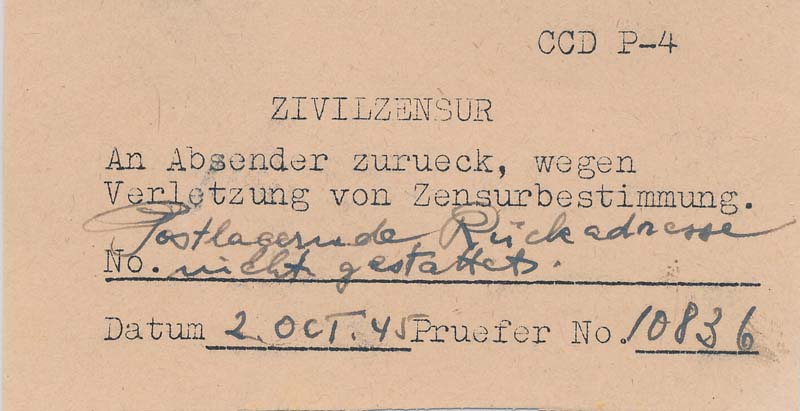 CCD P-4
ZIVILZENSUR
An Absender zurueck, wegen
Verletzung von Zensurbestimmung.
Postlagernde Rückadresse
No. nicht gestattet.
Datum 2. OCT. 45 Pruefer No. 10836